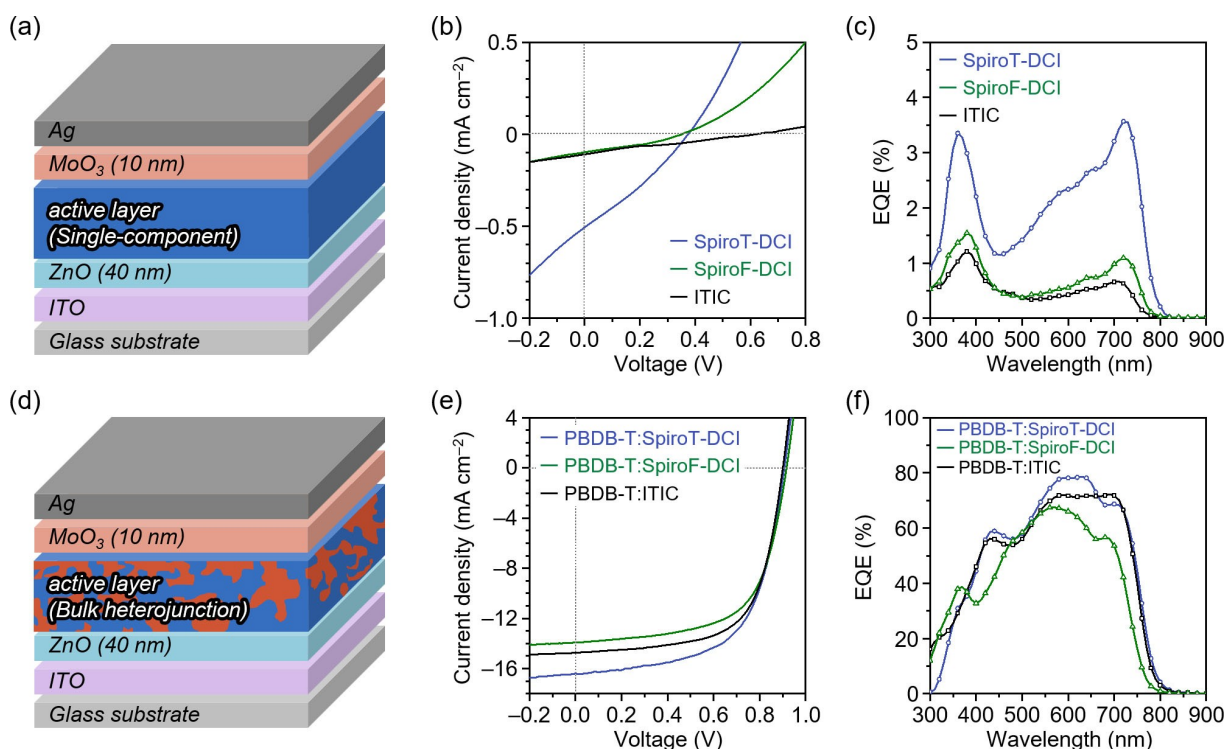 (a)
Ag
MoO₃ (10 nm)
active layer
(Single-component)
ZnO (40 nm)
ITO
Glass substrate
(b)
0.5
0
−0.5
−1.0
Current density (mA cm⁻²)
SpiroT-DCI
SpiroF-DCI
ITIC
−0.2 0.0 0.2 0.4 0.6 0.8
Voltage (V)
(c)
5
4
3
2
1
0
EQE (%)
SpiroT-DCI
SpiroF-DCI
ITIC
300 400 500 600 700 800 900
Wavelength (nm)
(d)
Ag
MoO₃ (10 nm)
active layer
(Bulk heterojunction)
ZnO (40 nm)
ITO
Glass substrate
(e)
4
0
−4
−8
−12
−16
Current density (mA cm⁻²)
PBDB-T:SpiroT-DCI
PBDB-T:SpiroF-DCI
PBDB-T:ITIC
−0.2 0.0 0.2 0.4 0.6 0.8 1.0
Voltage (V)
(f)
100
80
60
40
20
0
EQE (%)
PBDB-T:SpiroT-DCI
PBDB-T:SpiroF-DCI
PBDB-T:ITIC
300 400 500 600 700 800 900
Wavelength (nm)